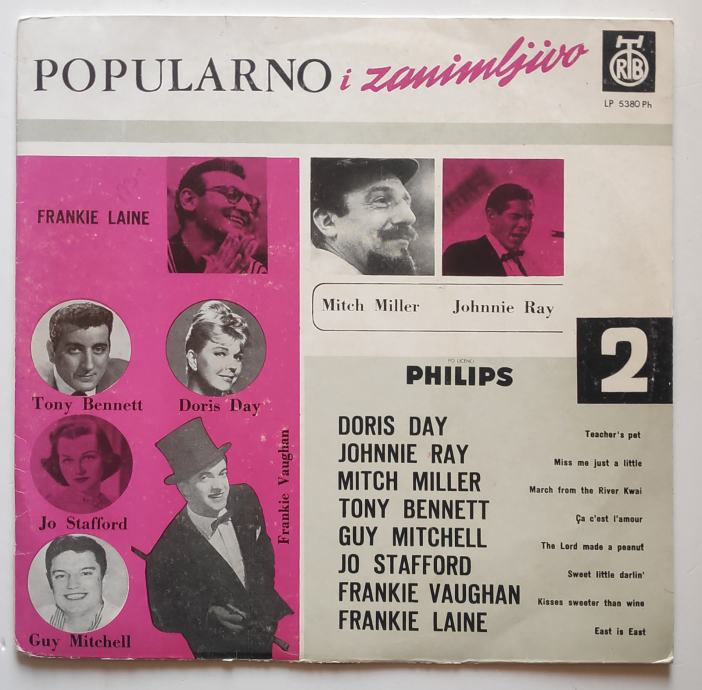 POPULARNO i zanimljivo
RTB
LP 5380 Ph
FRANKIE LAINE
Mitch Miller
Johnnie Ray
Tony Bennett
Doris Day
Jo Stafford
Guy Mitchell
Frankie Vaughan
2
PO LICENCI
PHILIPS
DORIS DAY Teacher's pet
JOHNNIE RAY Miss me just a little
MITCH MILLER March from the River Kwai
TONY BENNETT Ça c'est l'amour
GUY MITCHELL The Lord made a peanut
JO STAFFORD Sweet little darlin'
FRANKIE VAUGHAN Kisses sweeter than wine
FRANKIE LAINE East is East